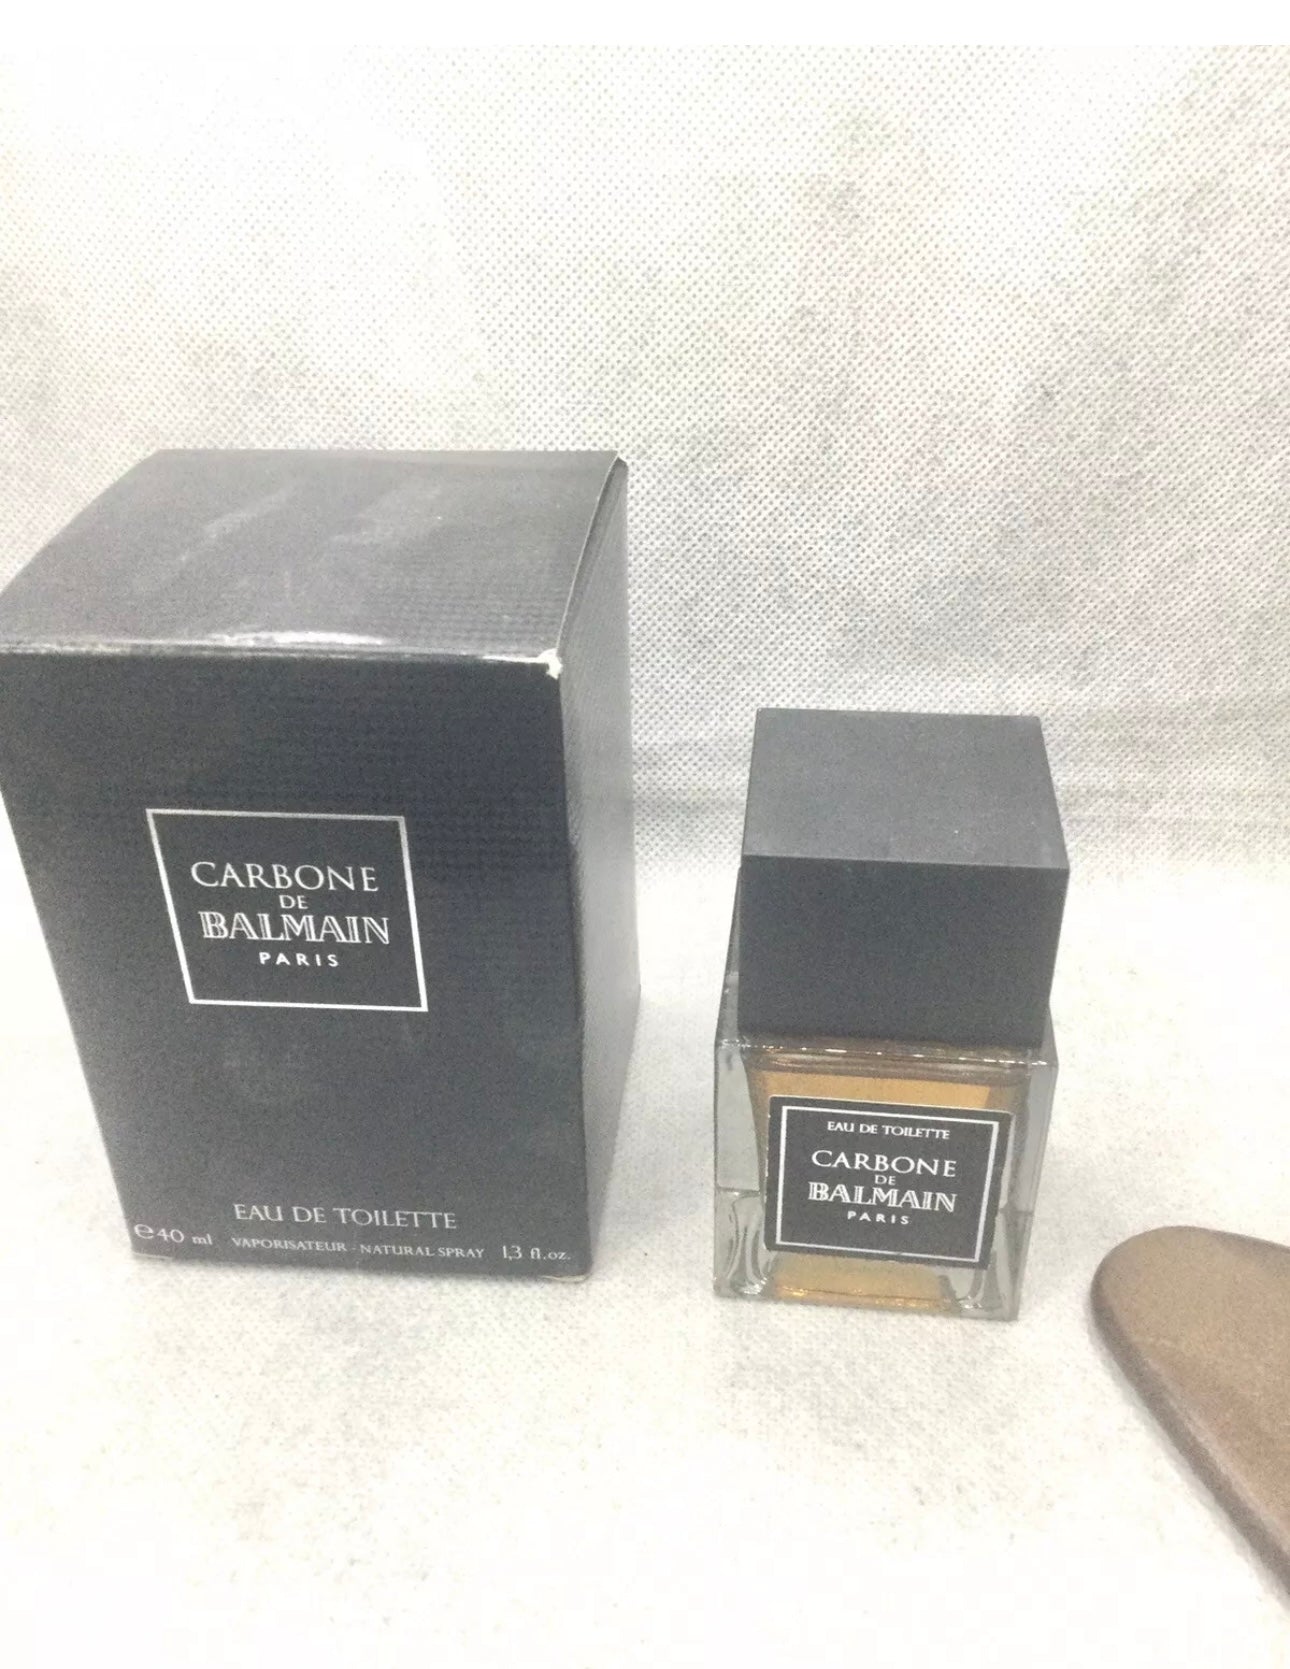 CARBONE
DE
BALMAIN
PARIS
EAU DE TOILETTE
e40 ml VAPORISATEUR - NATURAL SPRAY 1,3 fl.oz.
EAU DE TOILETTE
CARBONE
DE
BALMAIN
PARIS